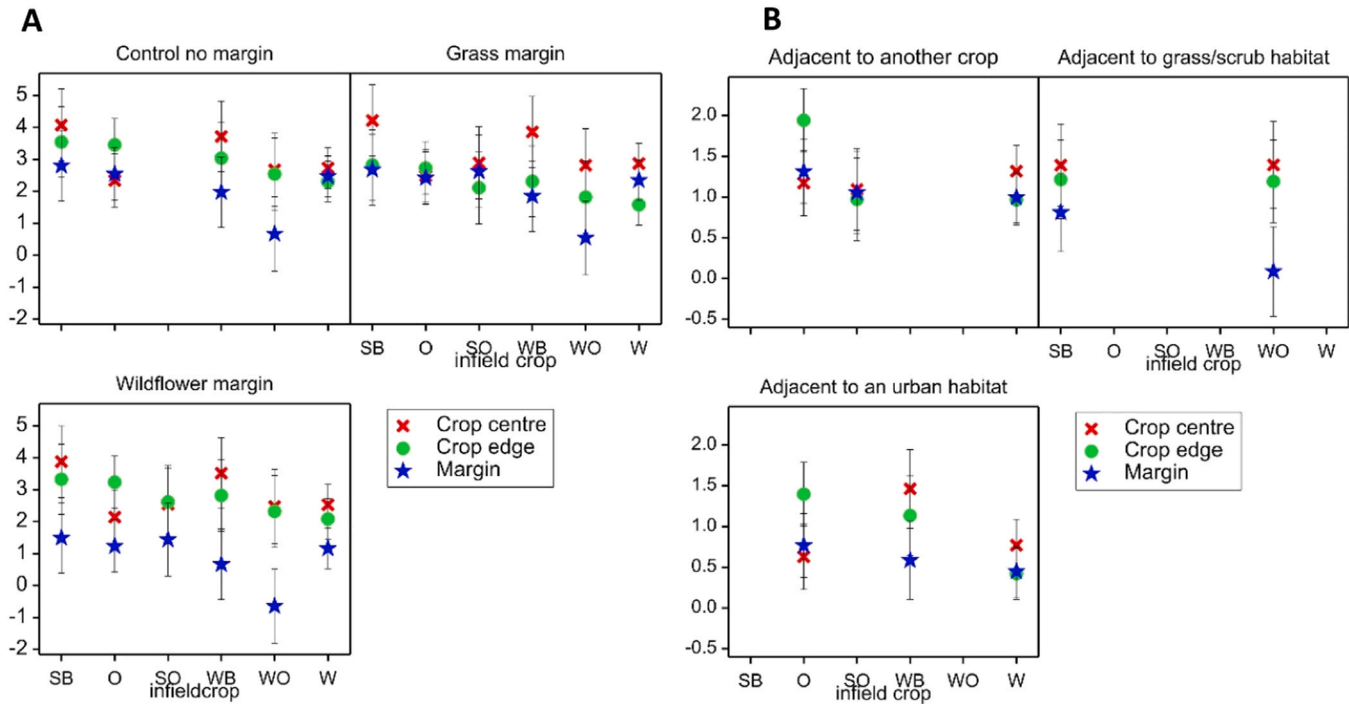 A
B
Control no margin
Grass margin
5
4
3
2
1
0
-1
-2
SB O SO WB WO W
infield crop
Wildflower margin
5
4
3
2
1
0
-1
-2
SB O SO WB WO W
infieldcrop
Crop centre
Crop edge
Margin
Adjacent to another crop
Adjacent to grass/scrub habitat
2.0
1.5
1.0
0.5
0.0
-0.5
SB O SO WB WO W
infield crop
Adjacent to an urban habitat
2.0
1.5
1.0
0.5
0.0
-0.5
SB O SO WB WO W
infield crop
Crop centre
Crop edge
Margin